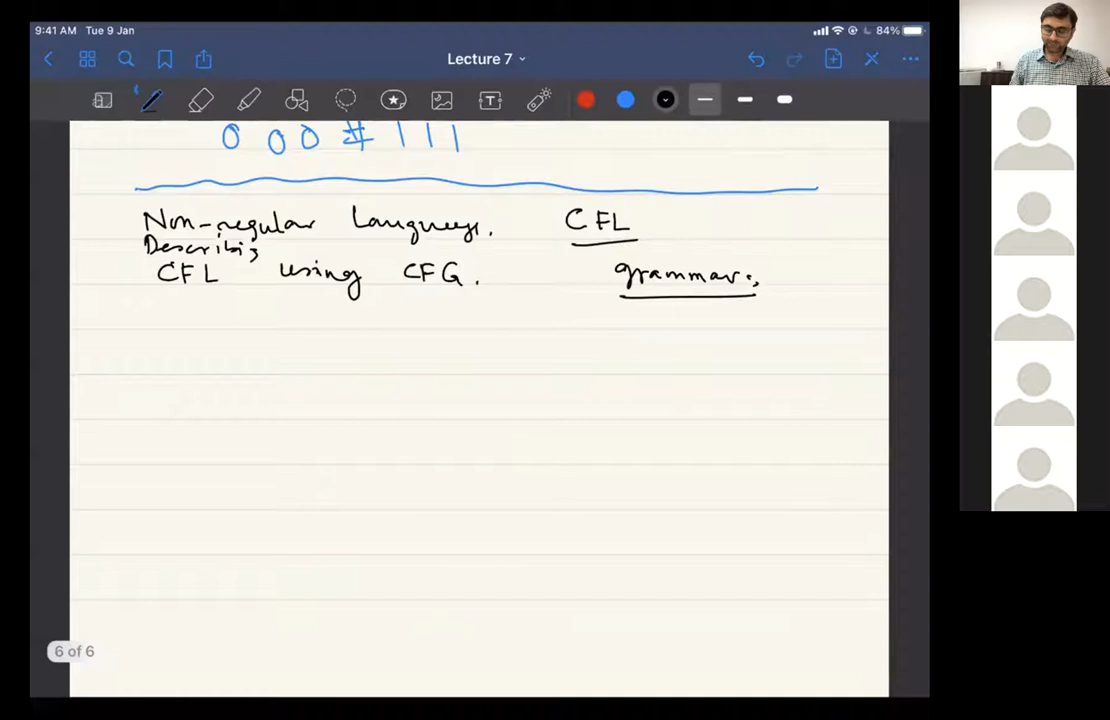 9:41 AM Tue 9 Jan 84%
Lecture 7
0 0 0 # 1 1 1
Non-regular Languages. CFL
Describing
CFL using CFG. grammars
6 of 6